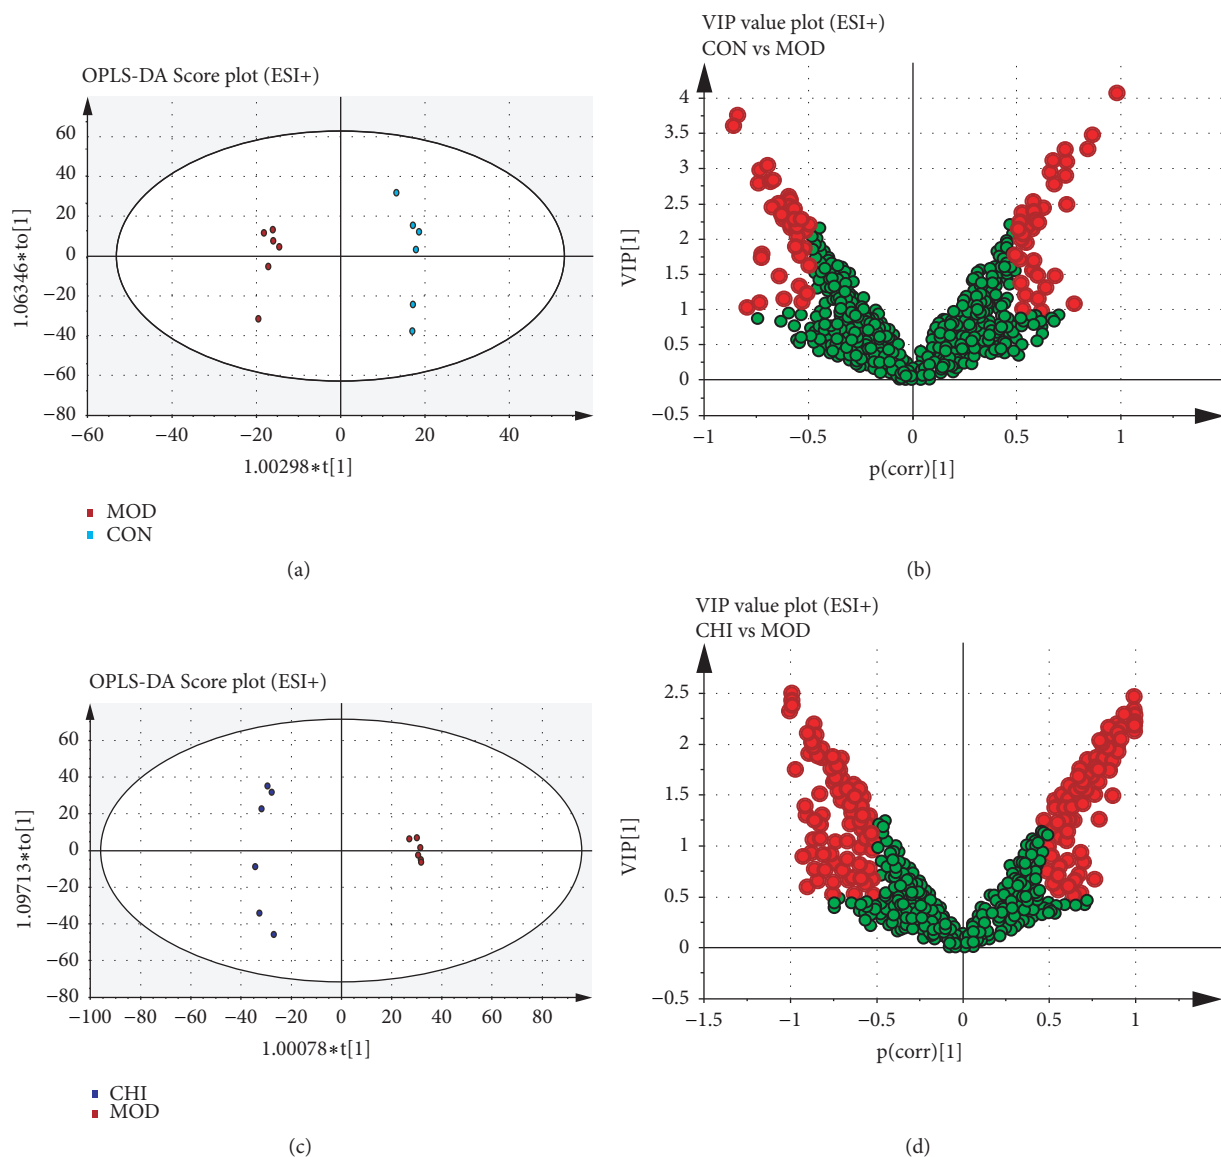 OPLS-DA Score plot (ESI+)
60
40
20
0
−20
−40
−60
−80
−60 −40 −20 0 20 40
1.06346*to[1]
1.00298*t[1]
MOD
CON
(a)
VIP value plot (ESI+)
CON vs MOD
4
3.5
3
2.5
2
1.5
1
0.5
0
−0.5
−1 −0.5 0 0.5 1
VIP[1]
p(corr)[1]
(b)
OPLS-DA Score plot (ESI+)
60
40
20
0
−20
−40
−60
−80
−100 −80 −60 −40 −20 0 20 40 60 80
1.09713*to[1]
1.00078*t[1]
CHI
MOD
(c)
VIP value plot (ESI+)
CHI vs MOD
2.5
2
1.5
1
0.5
0
−0.5
−1.5 −1 −0.5 0 0.5 1
VIP[1]
p(corr)[1]
(d)